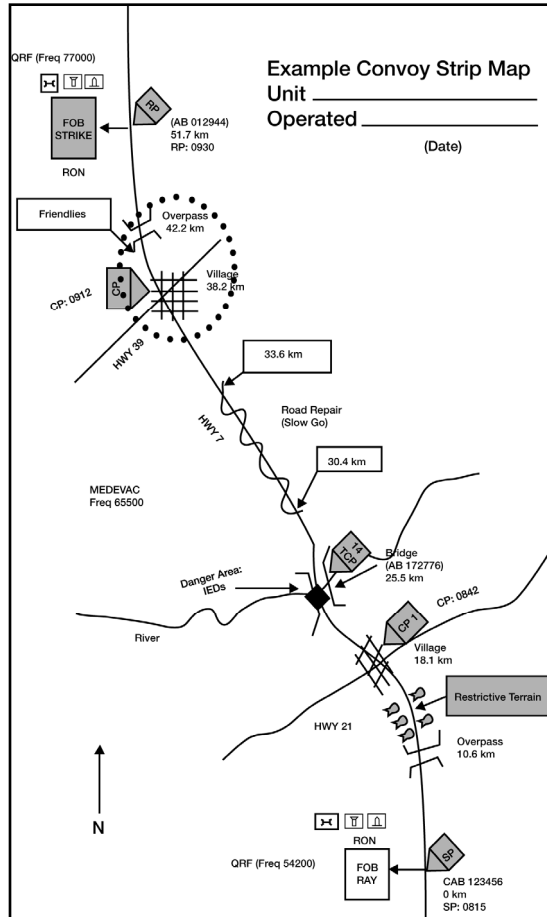 QRF (Freq 77000)
Example Convoy Strip Map
Unit
Operated
(Date)
RP
(AB 012944)
51.7 km
RP: 0930
FOB
STRIKE
RON
Friendlies
Overpass
42.2 km
CP
CP: 0912
Village
38.2 km
HWY 39
33.6 km
HWY 7
Road Repair
(Slow Go)
30.4 km
MEDEVAC
Freq 65500
14
TCP
Bridge
(AB 172776)
25.5 km
Danger Area:
IEDs
CP: 0842
River
CP 1
Village
18.1 km
Restrictive Terrain
HWY 21
Overpass
10.6 km
N
RON
QRF (Freq 54200)
FOB
RAY
SP
CAB 123456
0 km
SP: 0815